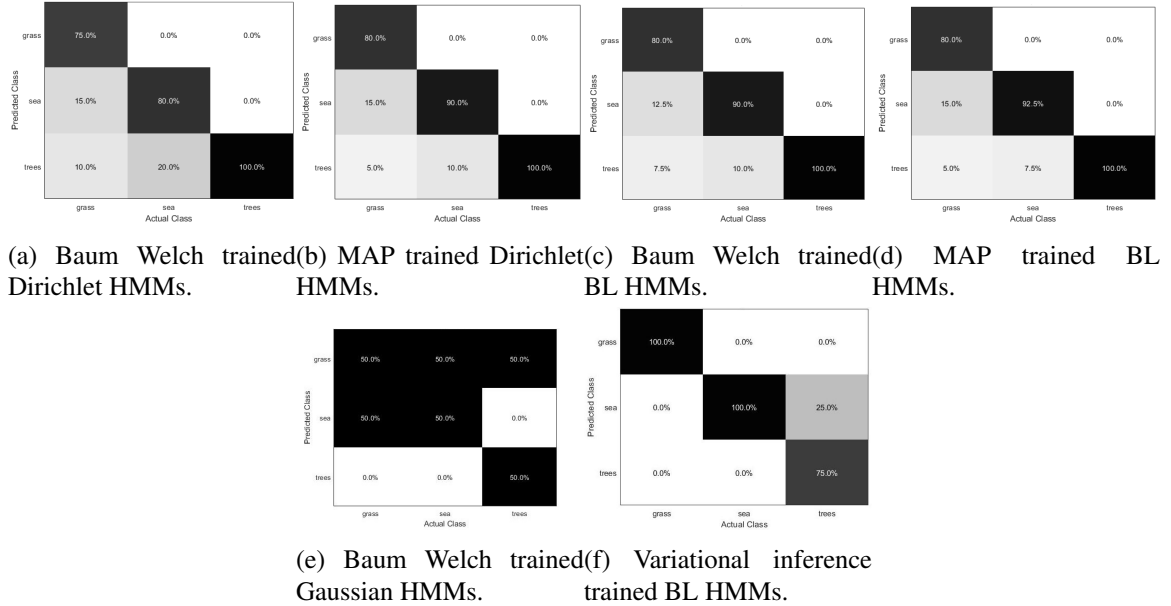 Predicted Class
grass 75.0% 0.0% 0.0%
sea 15.0% 80.0% 0.0%
trees 10.0% 20.0% 100.0%
grass sea trees
Actual Class
(a) Baum Welch trained
Dirichlet HMMs.
Predicted Class
grass 80.0% 0.0% 0.0%
sea 15.0% 90.0% 0.0%
trees 5.0% 10.0% 100.0%
grass sea trees
Actual Class
(b) MAP trained Dirichlet
HMMs.
Predicted Class
grass 80.0% 0.0% 0.0%
sea 12.5% 90.0% 0.0%
trees 7.5% 10.0% 100.0%
grass sea trees
Actual Class
(c) Baum Welch trained
BL HMMs.
Predicted Class
grass 80.0% 0.0% 0.0%
sea 15.0% 92.5% 0.0%
trees 5.0% 7.5% 100.0%
grass sea trees
Actual Class
(d) MAP trained BL
HMMs.
Predicted Class
grass 50.0% 50.0% 50.0%
sea 50.0% 50.0% 0.0%
trees 0.0% 0.0% 50.0%
grass sea trees
Actual Class
(e) Baum Welch trained
Gaussian HMMs.
Predicted Class
grass 100.0% 0.0% 0.0%
sea 0.0% 100.0% 25.0%
trees 0.0% 0.0% 75.0%
grass sea trees
Actual Class
(f) Variational inference
trained BL HMMs.